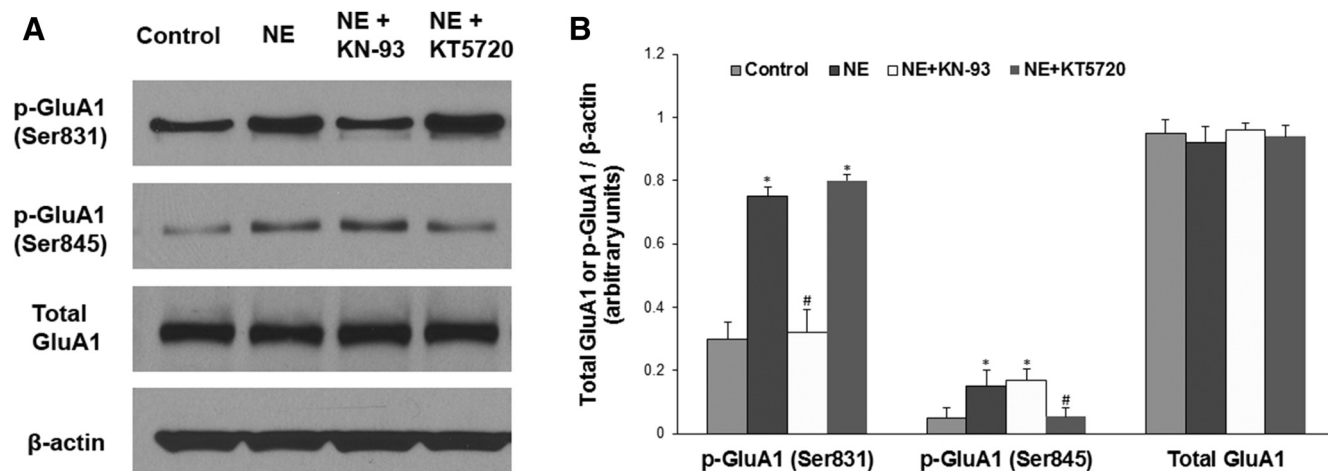 A
Control
NE
NE +
KN-93
NE +
KT5720
p-GluA1
(Ser831)
p-GluA1
(Ser845)
Total
GluA1
β-actin
B
Total GluA1 or p-GluA1 / β-actin
(arbitrary units)
1.2
1
0.8
0.6
0.4
0.2
0
Control NE NE+KN-93 NE+KT5720
*
#
*
*
*
#
p-GluA1 (Ser831)
p-GluA1 (Ser845)
Total GluA1